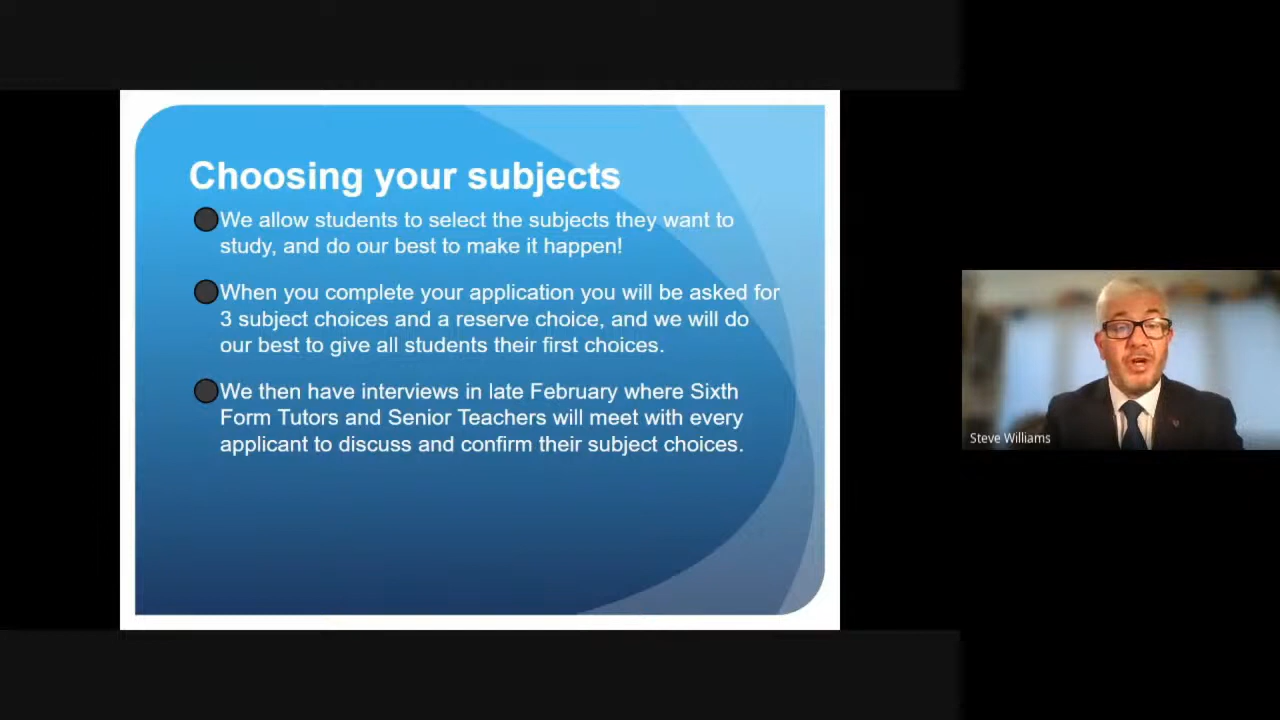 Choosing your subjects
We allow students to select the subjects they want to
study, and do our best to make it happen!
When you complete your application you will be asked for
3 subject choices and a reserve choice, and we will do
our best to give all students their first choices.
We then have interviews in late February where Sixth
Form Tutors and Senior Teachers will meet with every
applicant to discuss and confirm their subject choices.
Steve Williams